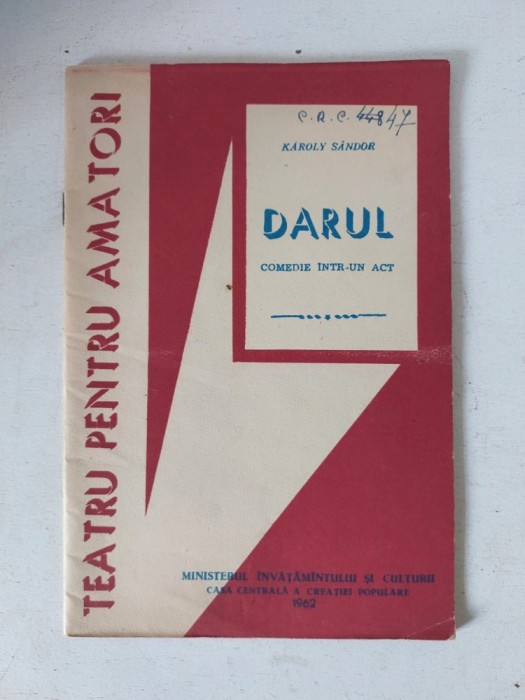 TEATRU PENTRU AMATORI
C.R.C. 44847
KÁROLY SÁNDOR
DARUL
COMEDIE ÎNTR-UN ACT
MINISTERUL ÎNVĂȚĂMÎNTULUI ȘI CULTURII
CASA CENTRALĂ A CREAȚIEI POPULARE
1962